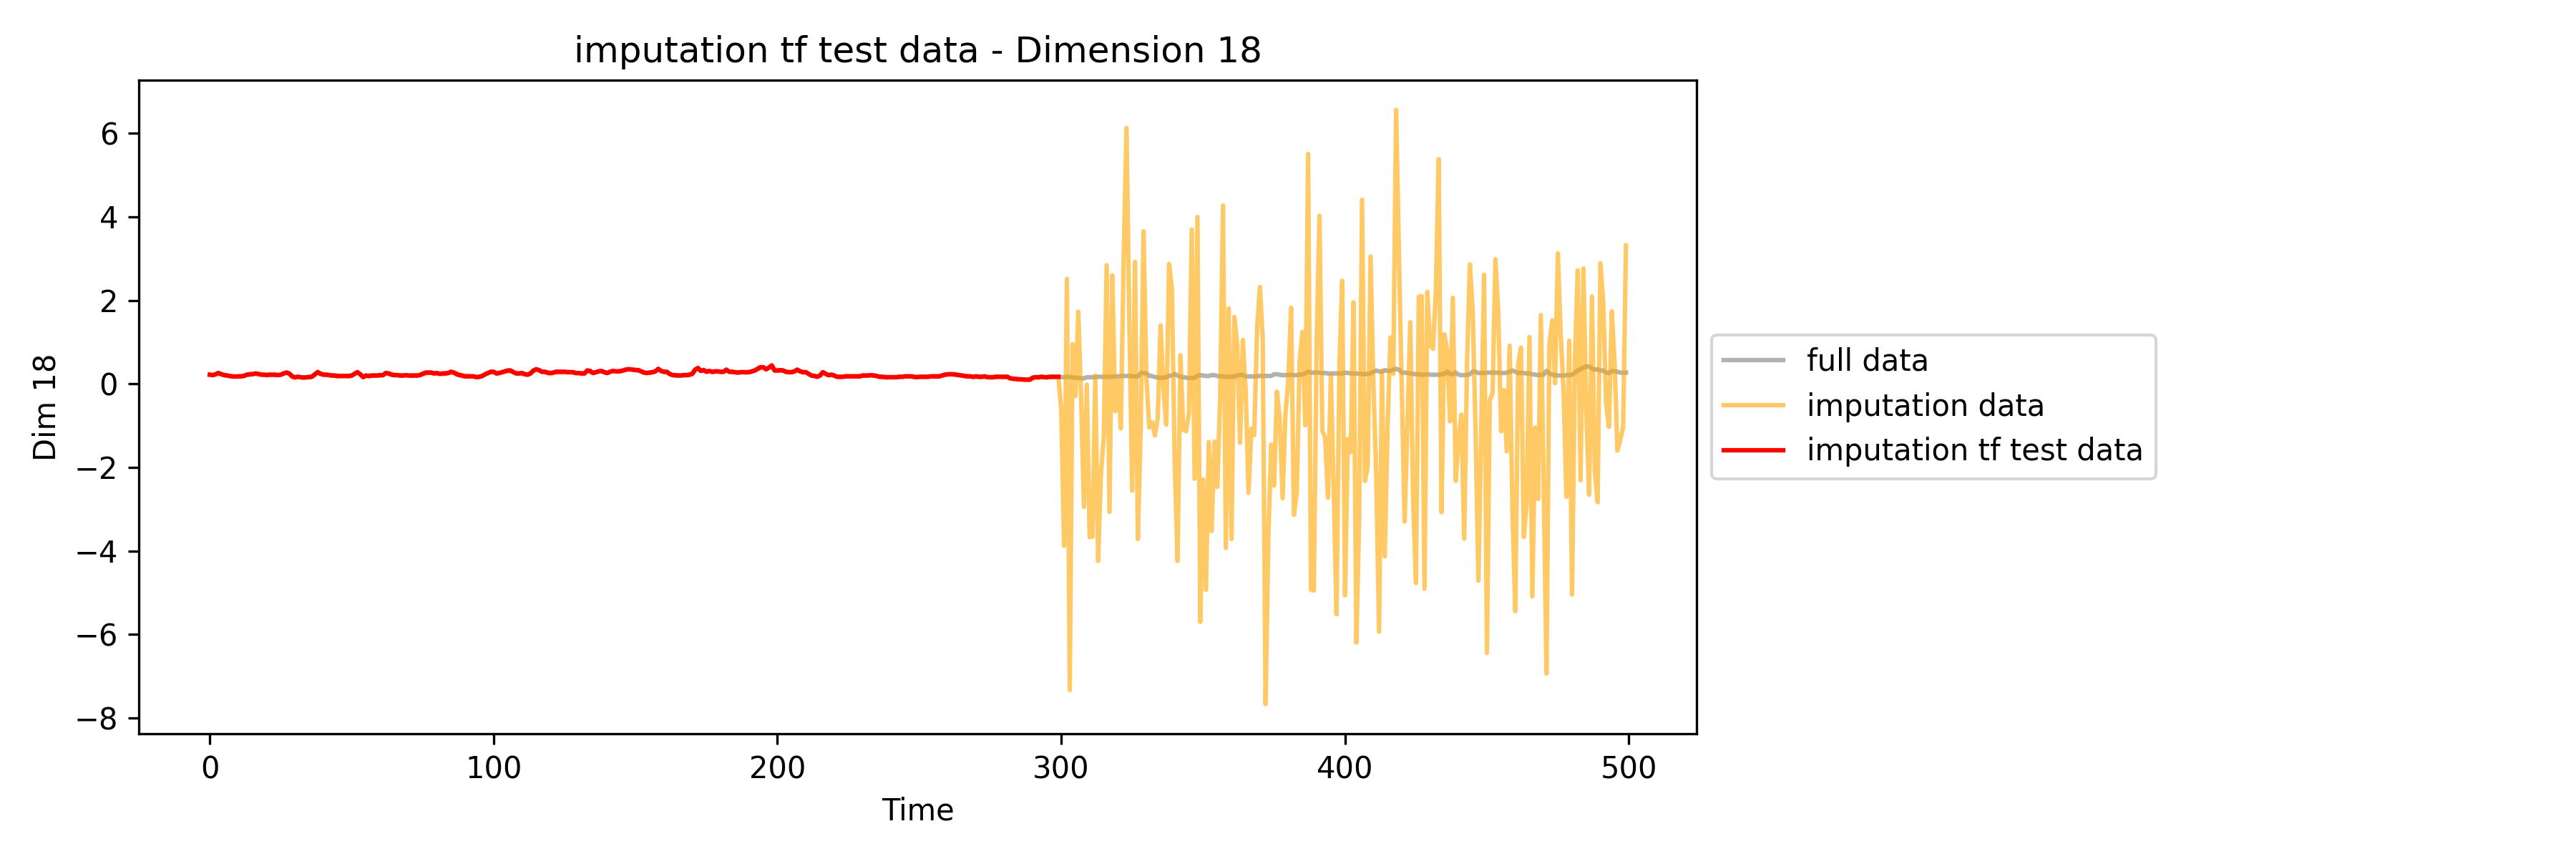 imputation tf test data - Dimension 18
6
4
2
0
−2
−4
−6
−8
Dim 18
0 100 200 300 400 500
Time
full data
imputation data
imputation tf test data